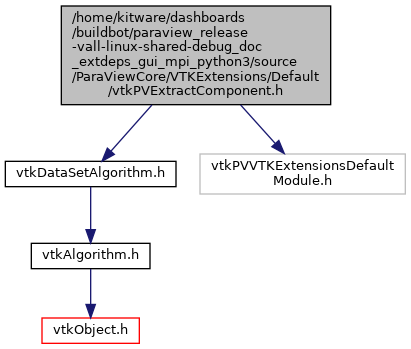 /home/kitware/dashboards
/buildbot/paraview_release
-vall-linux-shared-debug_doc
_extdeps_gui_mpi_python3/source
/ParaViewCore/VTKExtensions/Default
/vtkPVExtractComponent.h
vtkDataSetAlgorithm.h
vtkPVVTKExtensionsDefault
Module.h
vtkAlgorithm.h
vtkObject.h